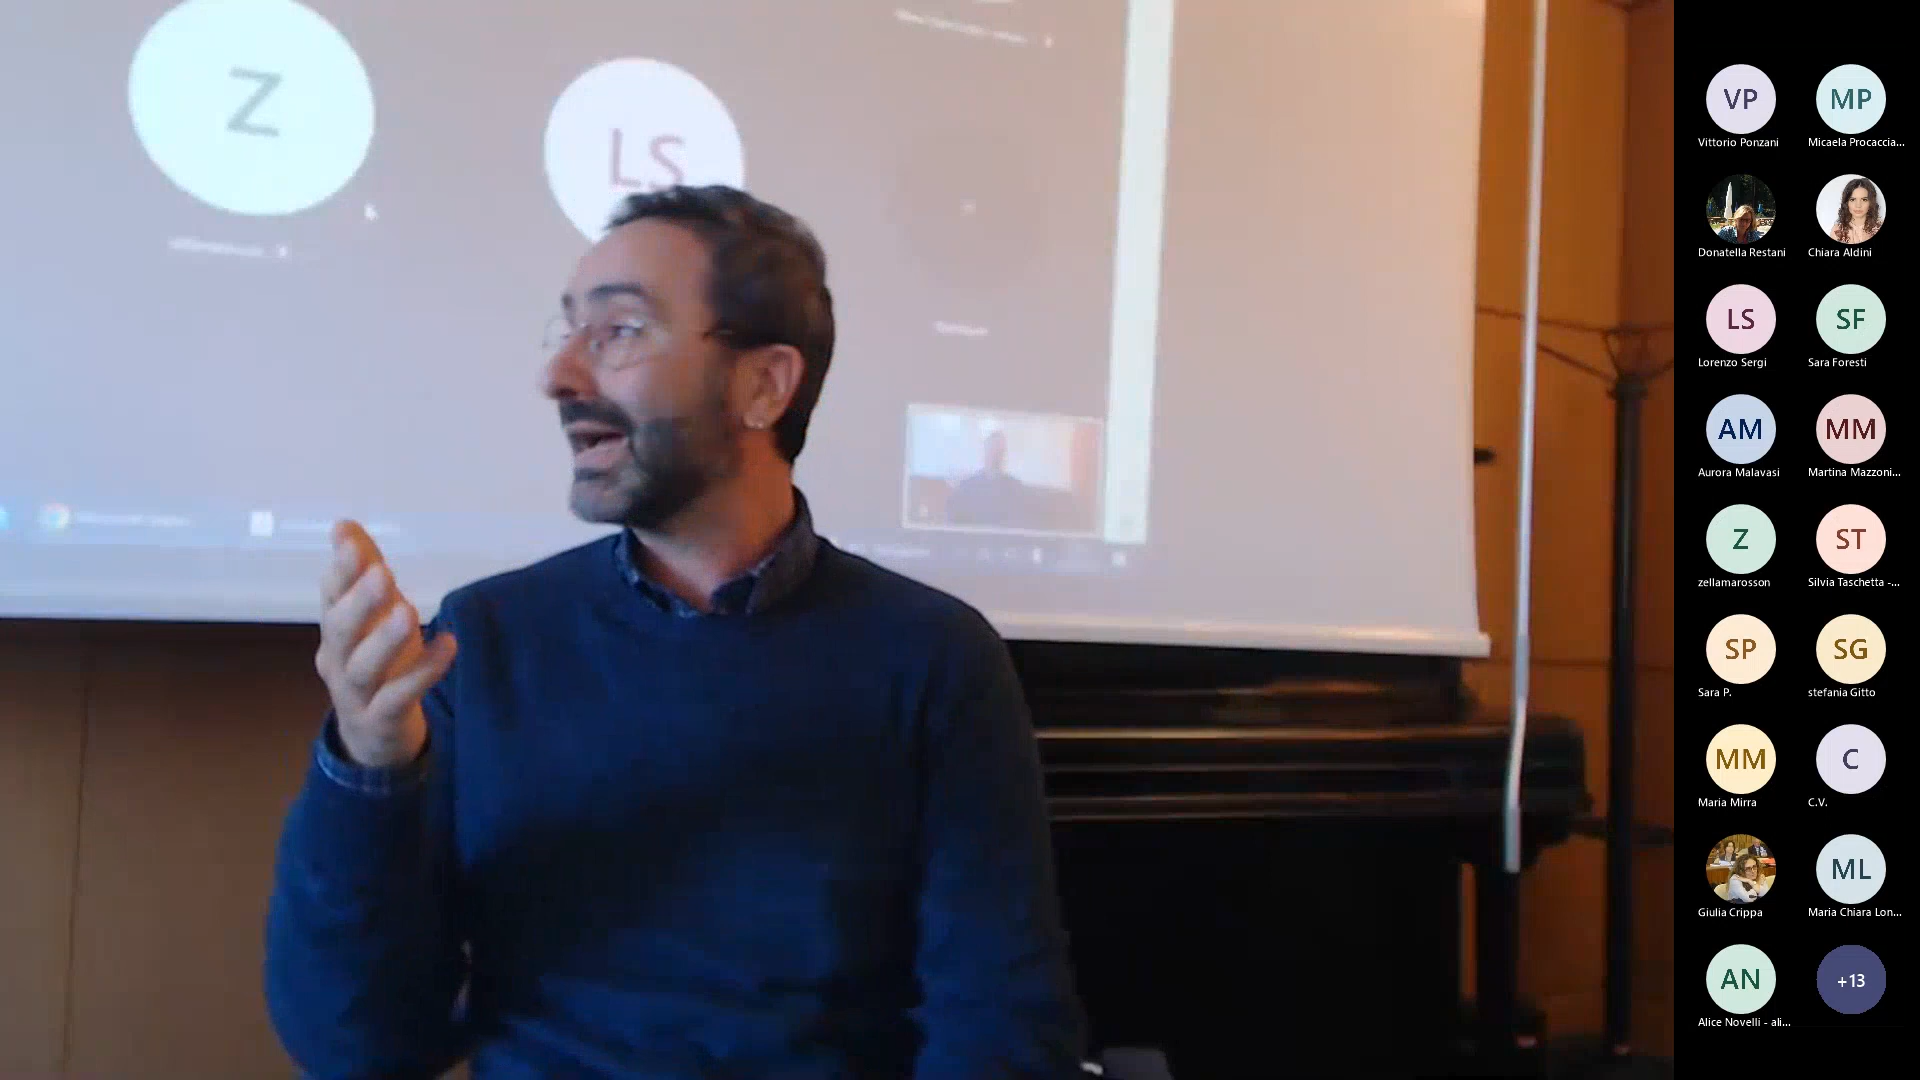 Z
LS
VP
MP
Vittorio Ponzani
Micaela Procaccia...
Donatella Restani
Chiara Aldini
LS
SF
Lorenzo Sergi
Sara Foresti
AM
MM
Aurora Malavasi
Martina Mazzoni...
Z
ST
zellamarosson
Silvia Taschetta -...
SP
SG
Sara P.
stefania Gitto
MM
C
Maria Mirra
C.V.
ML
Giulia Crippa
Maria Chiara Lon...
AN
+13
Alice Novelli - ali...